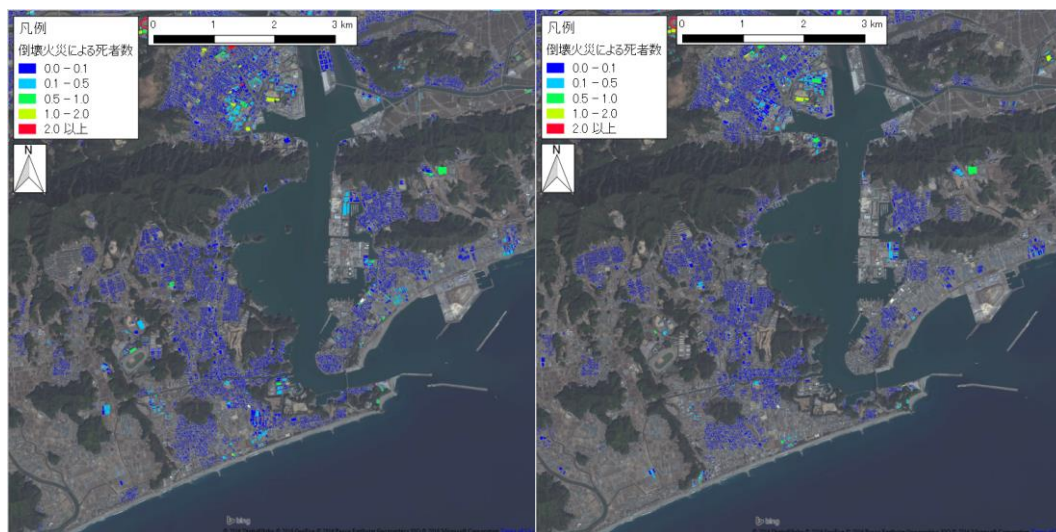 凡例
倒壊火災による死者数
0.0 - 0.1
0.1 - 0.5
0.5 - 1.0
1.0 - 2.0
2.0 以上
N
0 1 2 3 km
bing
凡例
倒壊火災による死者数
0.0 - 0.1
0.1 - 0.5
0.5 - 1.0
1.0 - 2.0
2.0 以上
N
0 1 2 3 km
bing